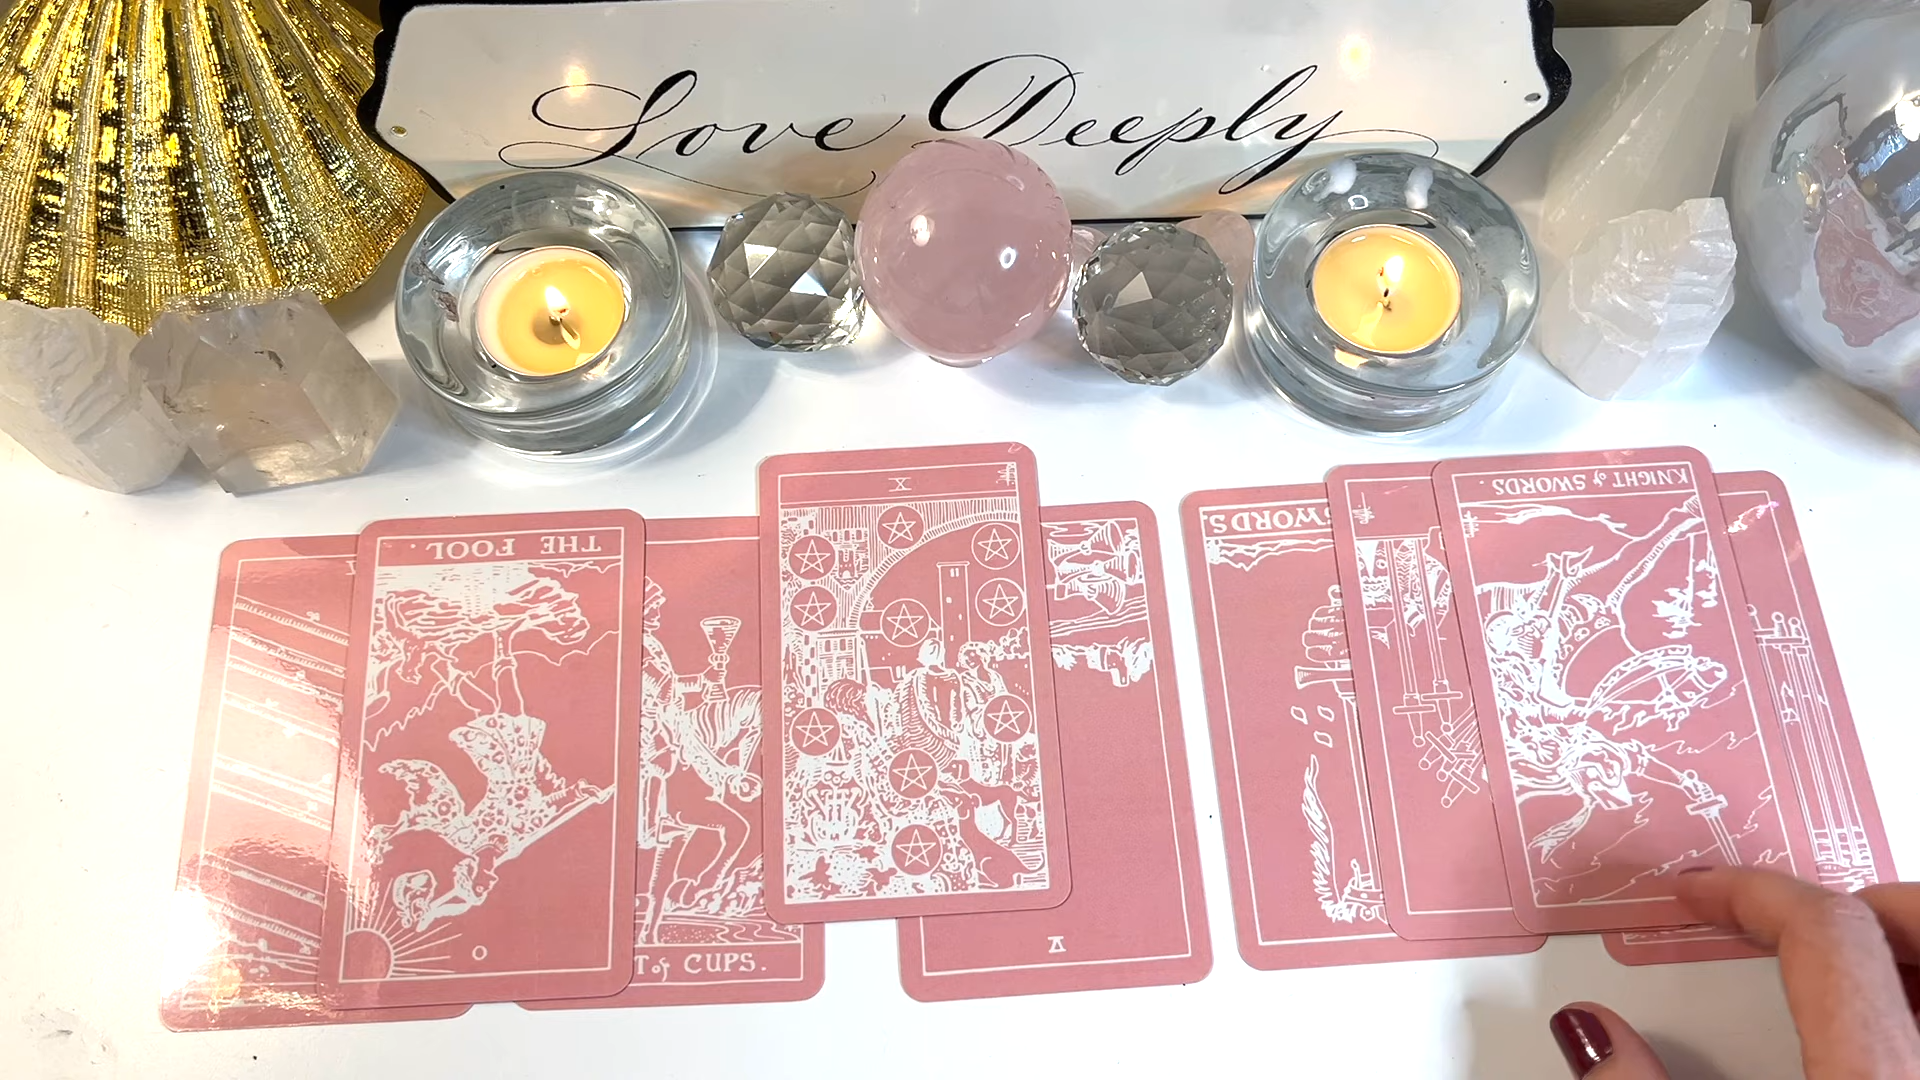 Love Deeply
X
KNIGHT of SWORDS.
SWORDS.
THE FOOL.
T of CUPS.
V
0